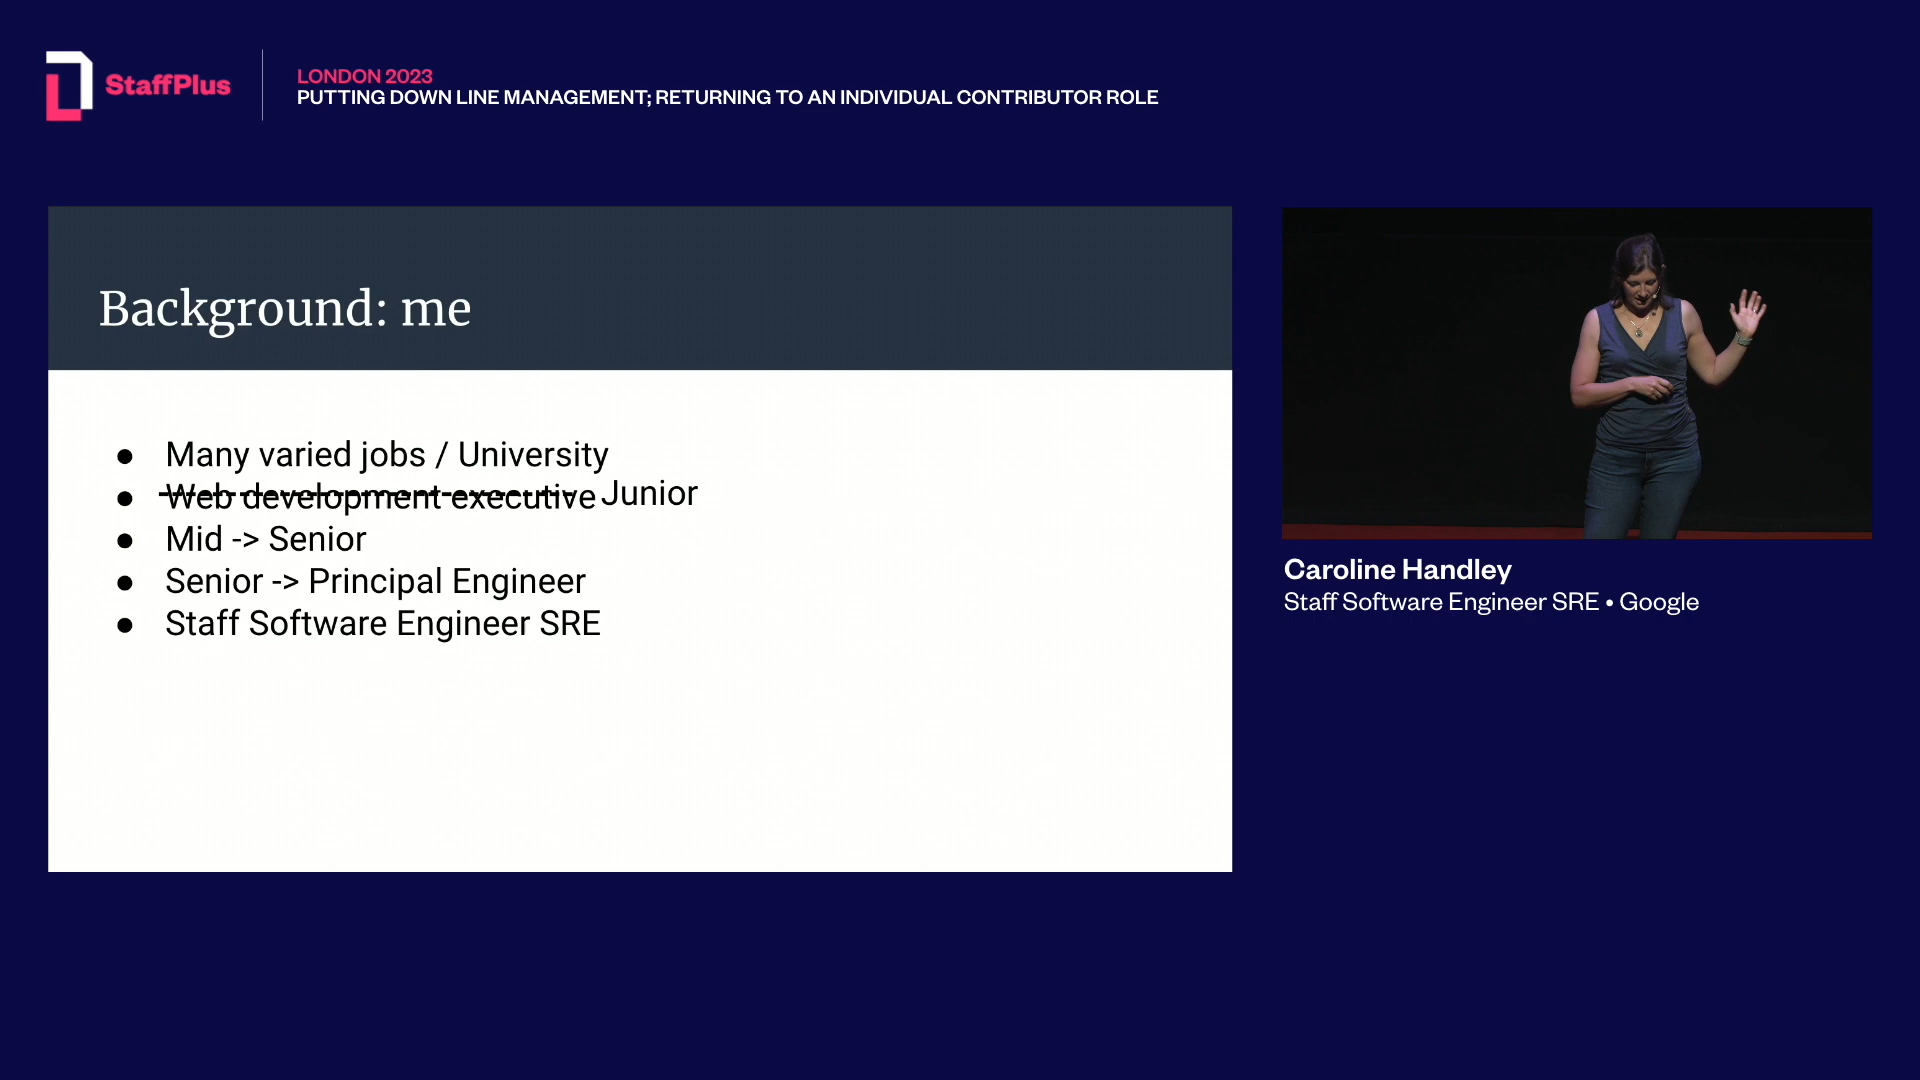 StaffPlus
LONDON 2023
PUTTING DOWN LINE MANAGEMENT; RETURNING TO AN INDIVIDUAL CONTRIBUTOR ROLE
Background: me
● Many varied jobs / University
● Web development executive Junior
● Mid -> Senior
● Senior -> Principal Engineer
● Staff Software Engineer SRE
Caroline Handley
Staff Software Engineer SRE • Google